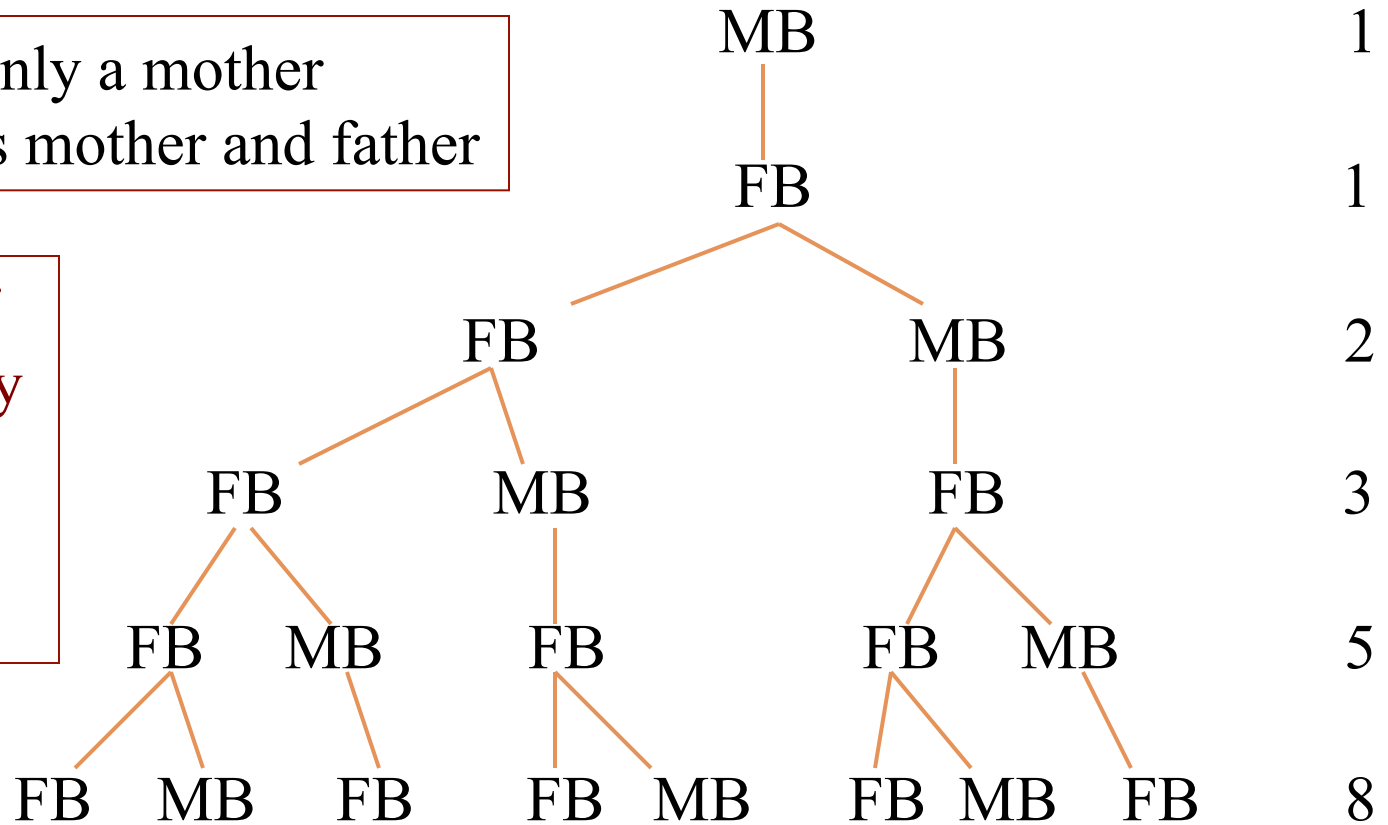 nly a mother
s mother and father
y
MB 1
FB 1
FB MB 2
FB MB FB 3
FB MB FB FB MB 5
FB MB FB FB MB FB MB FB 8